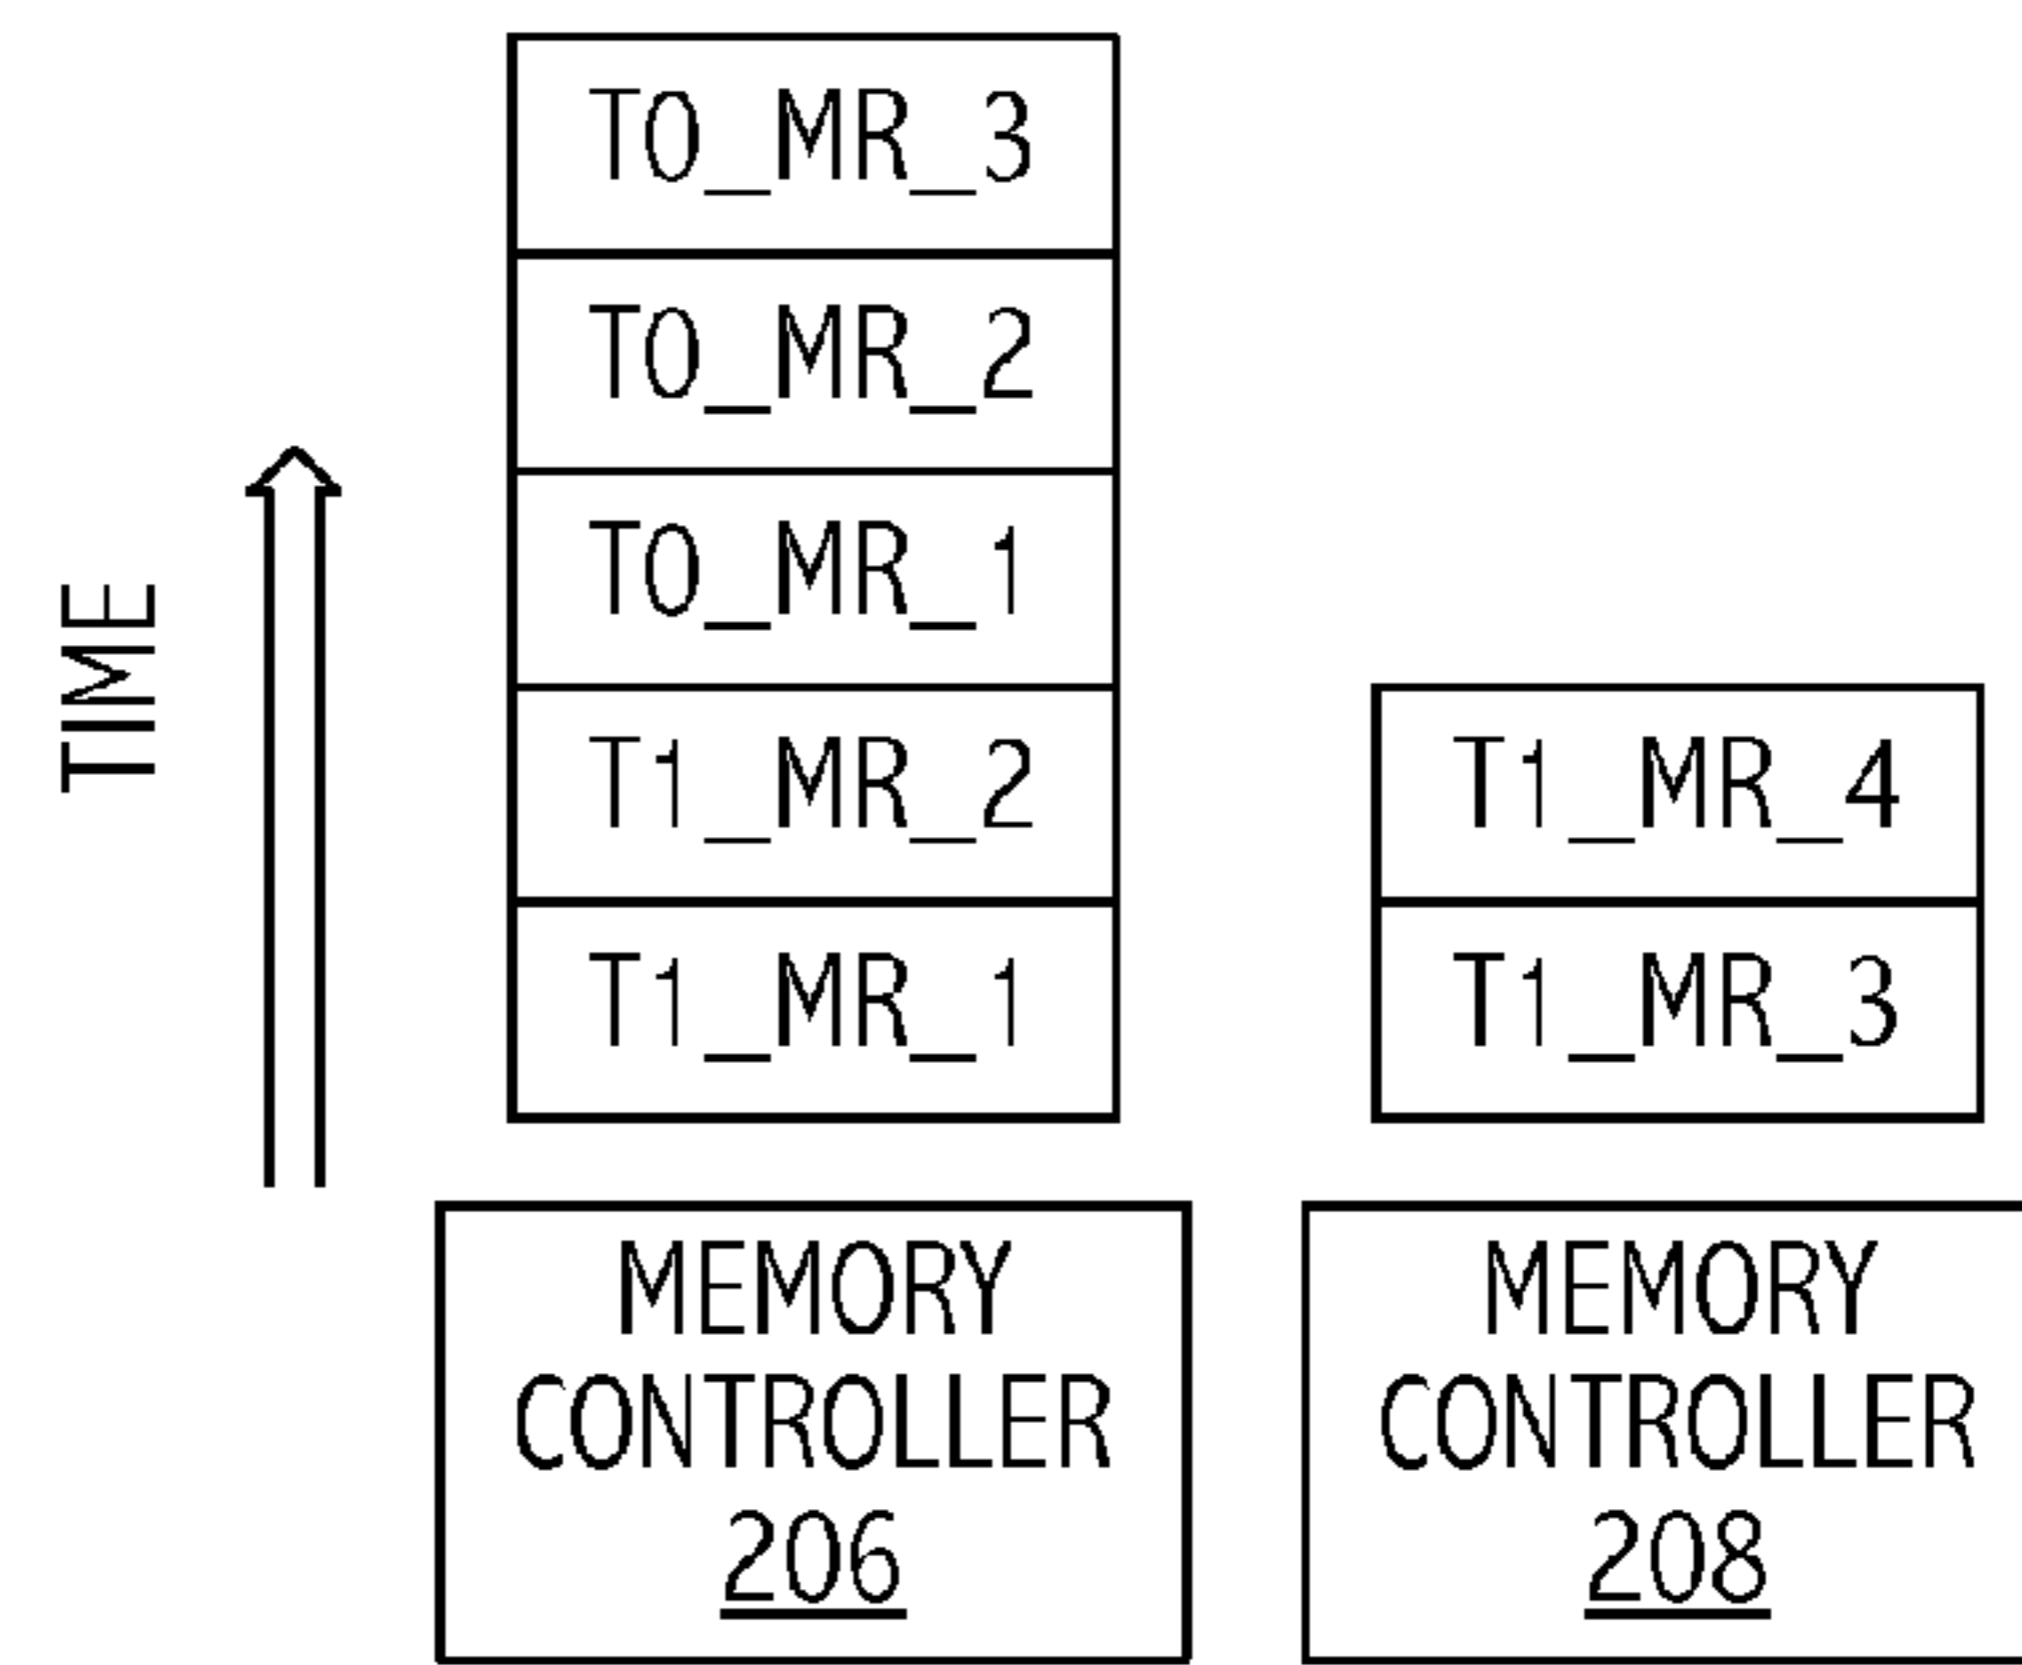 TIME
T0_MR_3
T0_MR_2
T0_MR_1
T1_MR_2
T1_MR_1
MEMORY
CONTROLLER
206
T1_MR_4
T1_MR_3
MEMORY
CONTROLLER
208